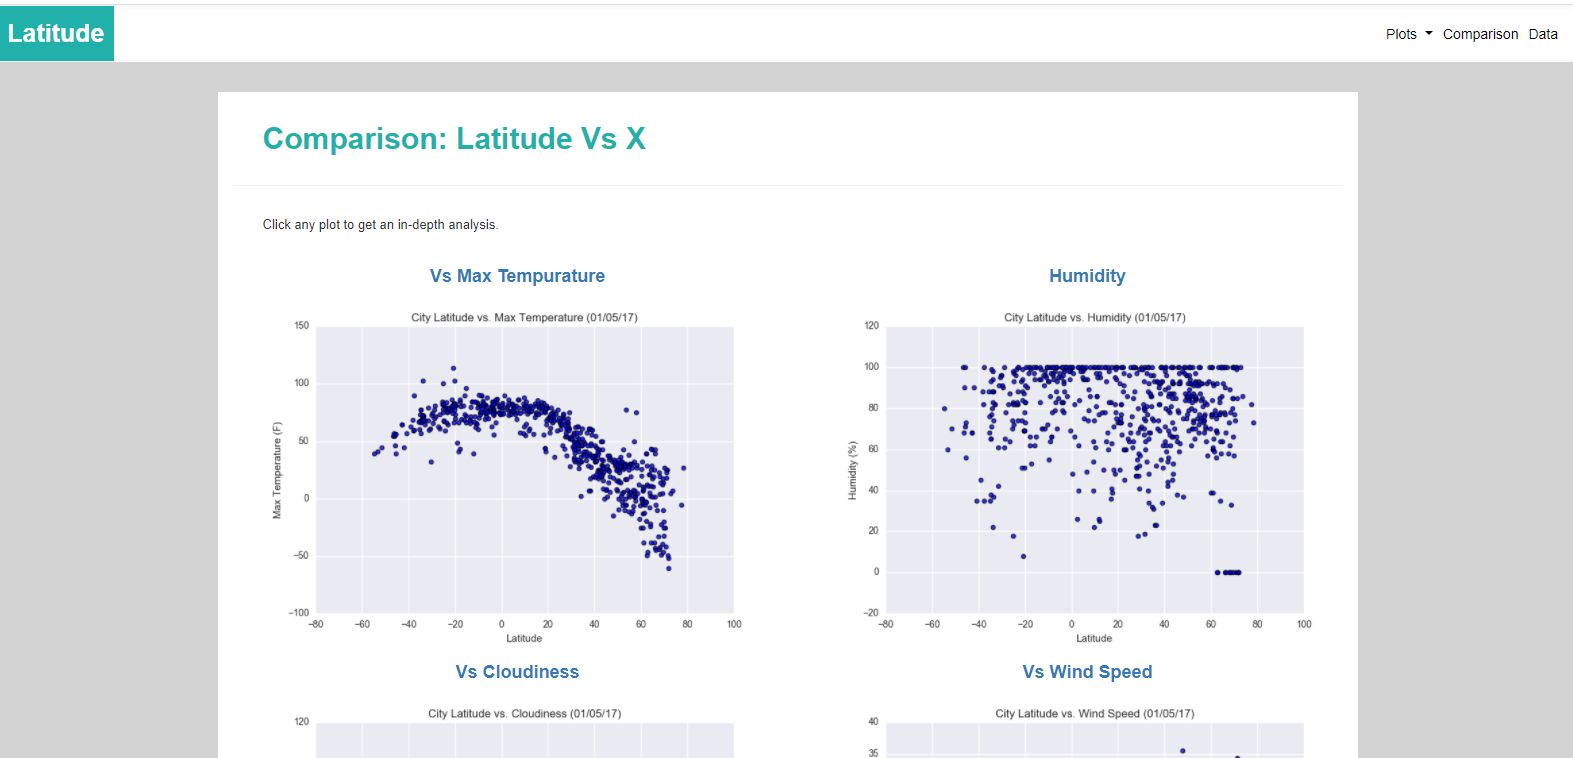 Latitude
Plots Comparison Data
Comparison: Latitude Vs X
Click any plot to get an in-depth analysis.
Vs Max Tempurature
City Latitude vs. Max Temperature (01/05/17)
150
100
50
0
−50
−100
Max Temperature (F)
−80 −60 −40 −20 0 20 40 60 80 100
Latitude
Humidity
City Latitude vs. Humidity (01/05/17)
120
100
80
60
40
20
0
−20
Humidity (%)
−80 −60 −40 −20 0 20 40 60 80 100
Latitude
Vs Cloudiness
City Latitude vs. Cloudiness (01/05/17)
120
Vs Wind Speed
City Latitude vs. Wind Speed (01/05/17)
40
35